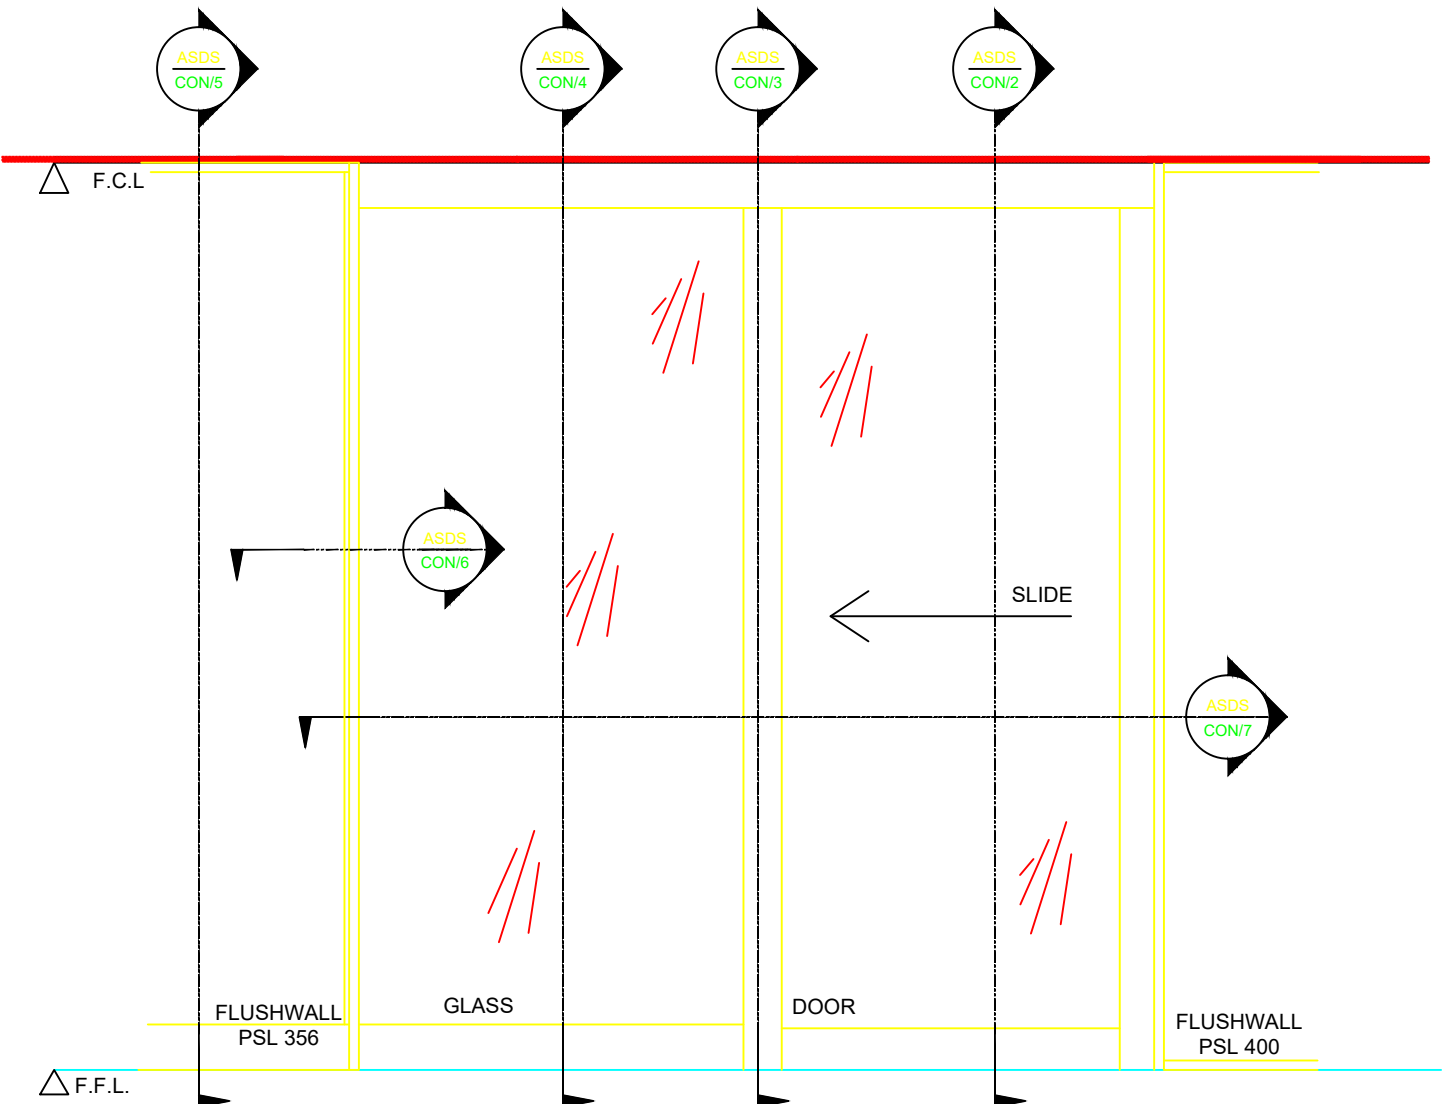 ASDS
CON/5
ASDS
CON/4
ASDS
CON/3
ASDS
CON/2
F.C.L
ASDS
CON/6
SLIDE
ASDS
CON/7
GLASS
DOOR
FLUSHWALL
PSL 356
FLUSHWALL
PSL 400
F.F.L.